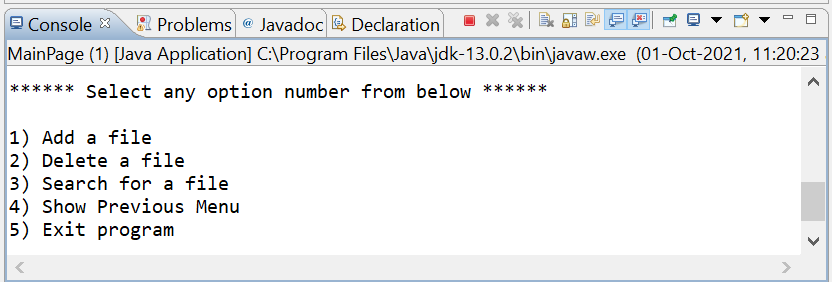 Console Problems @ Javadoc Declaration
MainPage (1) [Java Application] C:\Program Files\Java\jdk-13.0.2\bin\javaw.exe (01-Oct-2021, 11:20:23
****** Select any option number from below ******
1) Add a file
2) Delete a file
3) Search for a file
4) Show Previous Menu
5) Exit program